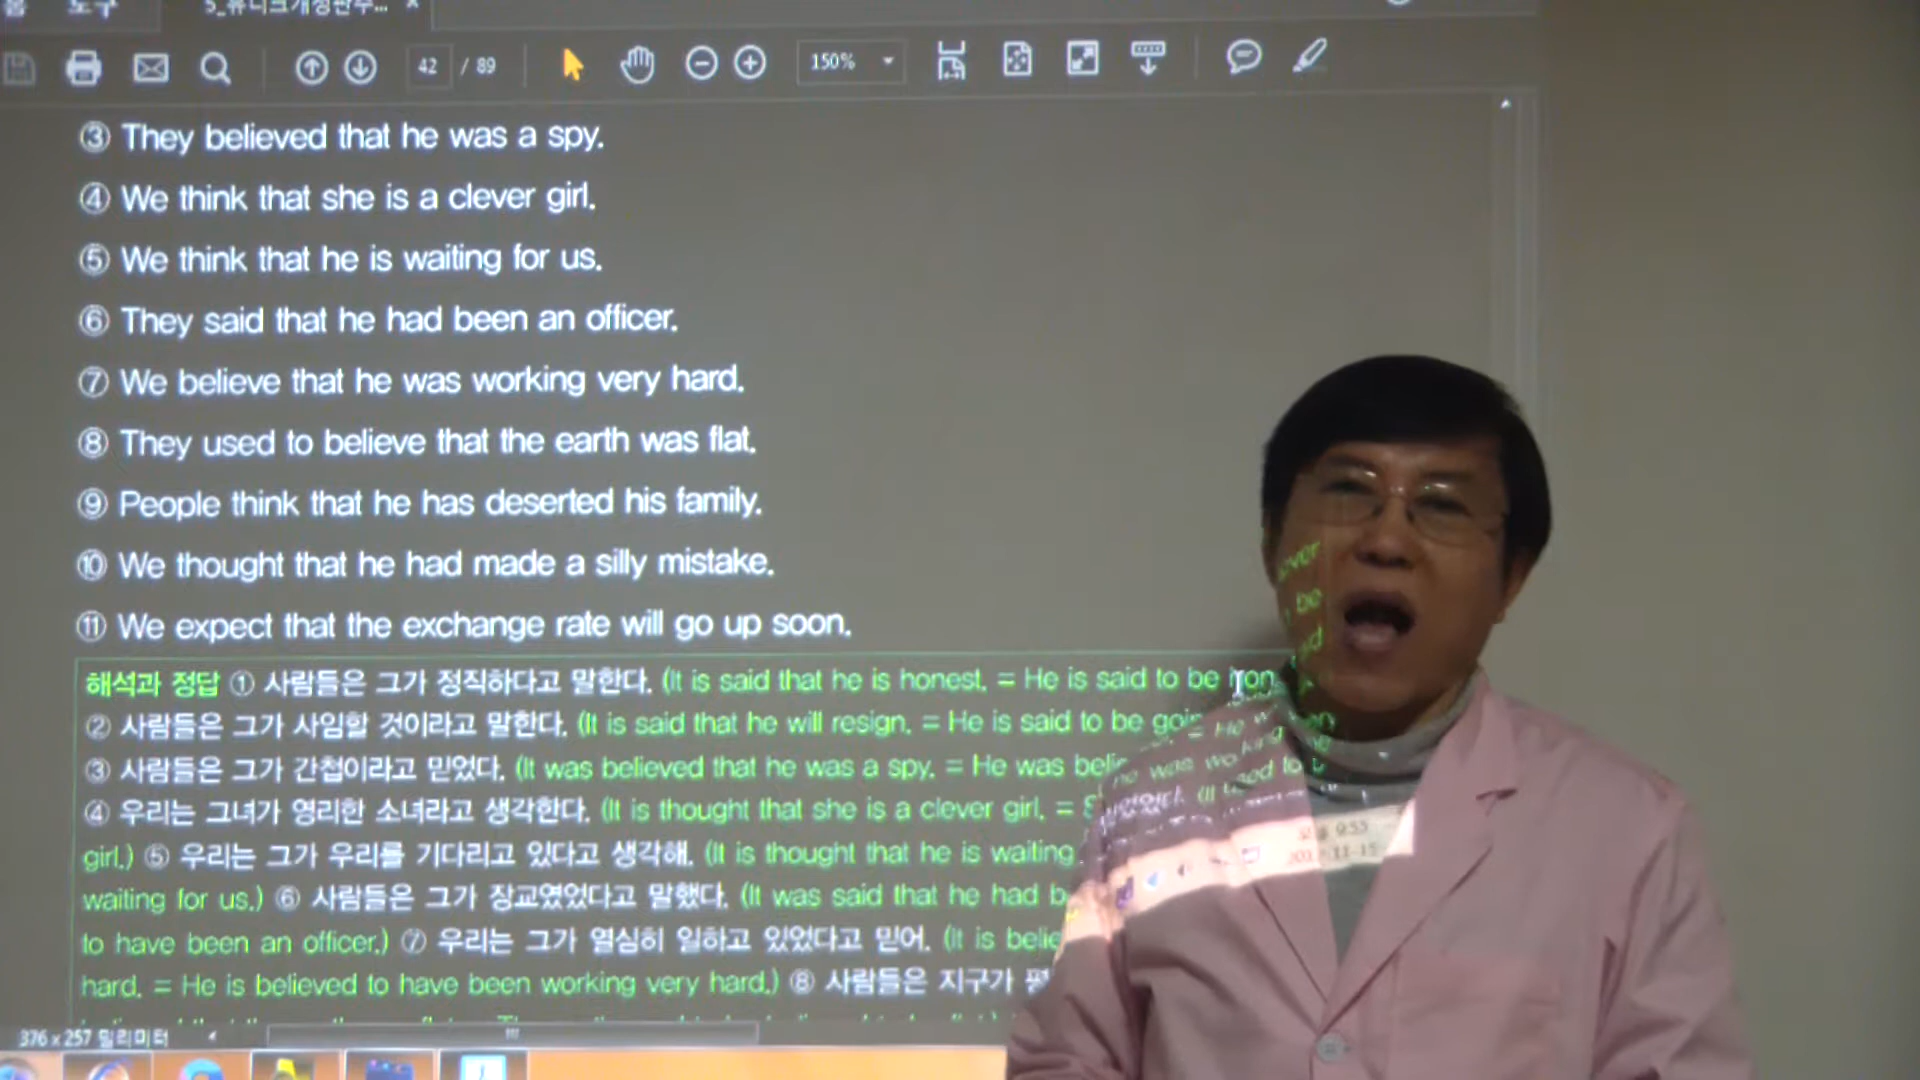 도구
5_유니크개정판수...
42 / 89
150%
③ They believed that he was a spy.
④ We think that she is a clever girl.
⑤ We think that he is waiting for us.
⑥ They said that he had been an officer.
⑦ We believe that he was working very hard.
⑧ They used to believe that the earth was flat.
⑨ People think that he has deserted his family.
⑩ We thought that he had made a silly mistake.
⑪ We expect that the exchange rate will go up soon.
해석과 정답 ① 사람들은 그가 정직하다고 말한다. (It is said that he is honest. = He is said to be hon
② 사람들은 그가 사임할 것이라고 말한다. (It is said that he will resign. = He is said to be goin
③ 사람들은 그가 간첩이라고 믿었다. (It was believed that he was a spy. = He was belie
④ 우리는 그녀가 영리한 소녀라고 생각한다. (It is thought that she is a clever girl. = S
girl.) ⑤ 우리는 그가 우리를 기다리고 있다고 생각해. (It is thought that he is waiting
waiting for us.) ⑥ 사람들은 그가 장교였었다고 말했다. (It was said that he had b
to have been an officer.) ⑦ 우리는 그가 열심히 일하고 있었다고 믿어. (It is belie
hard. = He is believed to have been working very hard.) ⑧ 사람들은 지구가 평
376 x 257 밀리미터